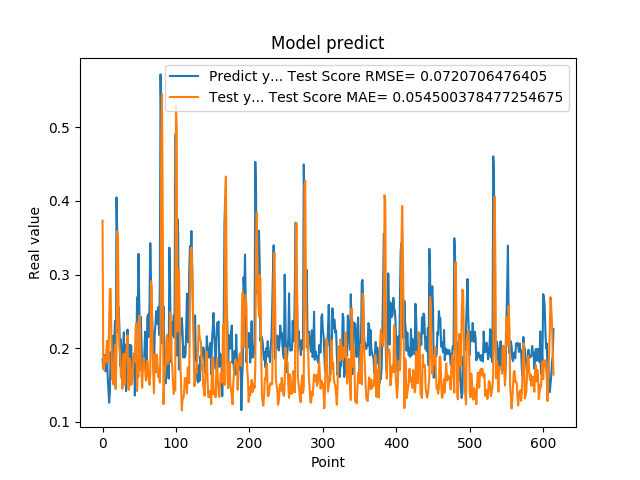 Model predict
Predict y... Test Score RMSE= 0.0720706476405
Test y... Test Score MAE= 0.054500378477254675
Real value
0.5
0.4
0.3
0.2
0.1
0 100 200 300 400 500 600
Point